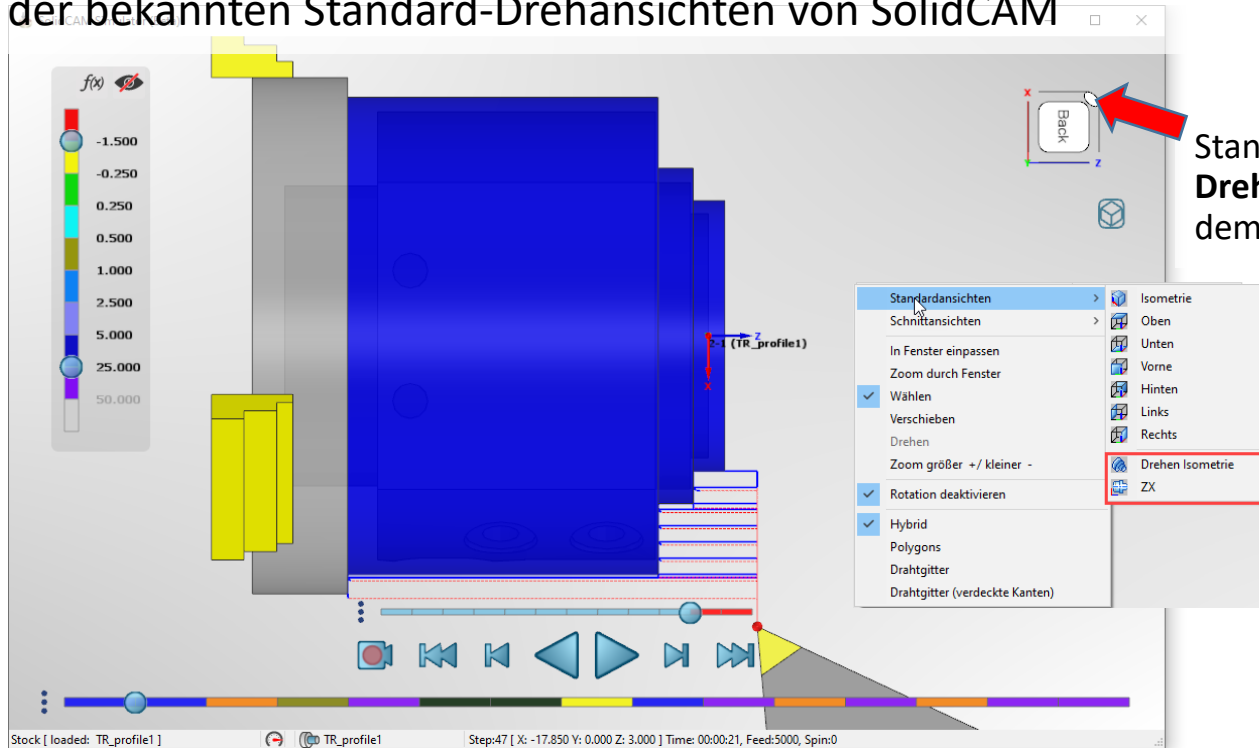 der bekannten Standard-Drehansichten von SolidCAM
f(x)
-1.500
-0.250
0.250
0.500
1.000
2.500
5.000
25.000
50.000
X
Back
Z
Stan
Dreh
dem
Standardansichten
Schnittansichten
In Fenster einpassen
Zoom durch Fenster
Wählen
Verschieben
Drehen
Zoom größer +/ kleiner -
Rotation deaktivieren
Hybrid
Polygons
Drahtgitter
Drahtgitter (verdeckte Kanten)
Isometrie
Oben
Unten
Vorne
Hinten
Links
Rechts
Drehen Isometrie
ZX
Z
2-1 (TR_profile1)
X
Stock [ loaded: TR_profile1 ] TR_profile1 Step:47 [ X: -17.850 Y: 0.000 Z: 3.000 ] Time: 00:00:21, Feed:5000, Spin:0